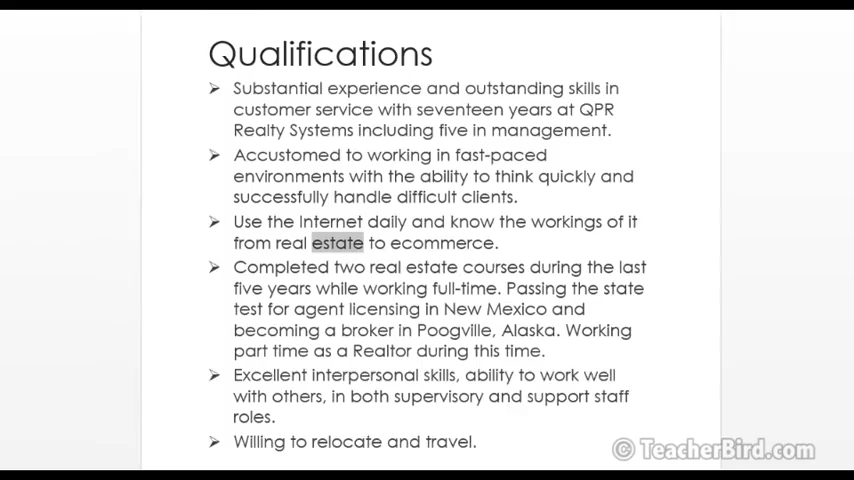 Qualifications
➢ Substantial experience and outstanding skills in
customer service with seventeen years at QPR
Realty Systems including five in management.
➢ Accustomed to working in fast-paced
environments with the ability to think quickly and
successfully handle difficult clients.
➢ Use the Internet daily and know the workings of it
from real estate to ecommerce.
➢ Completed two real estate courses during the last
five years while working full-time. Passing the state
test for agent licensing in New Mexico and
becoming a broker in Poogville, Alaska. Working
part time as a Realtor during this time.
➢ Excellent interpersonal skills, ability to work well
with others, in both supervisory and support staff
roles.
➢ Willing to relocate and travel.
© TeacherBird.com